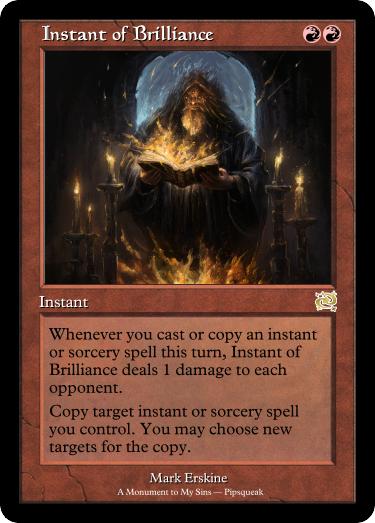 Instant of Brilliance
Instant
Whenever you cast or copy an instant
or sorcery spell this turn, Instant of
Brilliance deals 1 damage to each
opponent.
Copy target instant or sorcery spell
you control. You may choose new
targets for the copy.
Mark Erskine
A Monument to My Sins — Pipsqueak